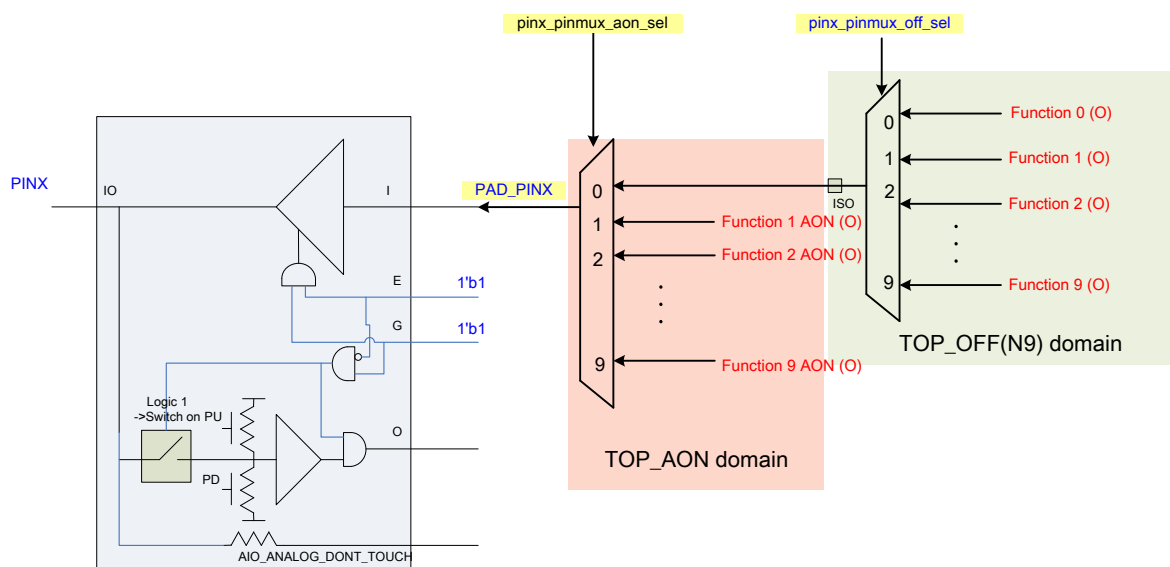 pinx_pinmux_aon_sel
pinx_pinmux_off_sel
0
Function 0 (O)
1
Function 1 (O)
2
Function 2 (O)
9
Function 9 (O)
TOP_OFF(N9) domain
ISO
0
1
Function 1 AON (O)
2
Function 2 AON (O)
9
Function 9 AON (O)
TOP_AON domain
PINX
IO
I
PAD_PINX
E
1'b1
G
1'b1
Logic 1
->Switch on PU
PD
O
AIO_ANALOG_DONT_TOUCH